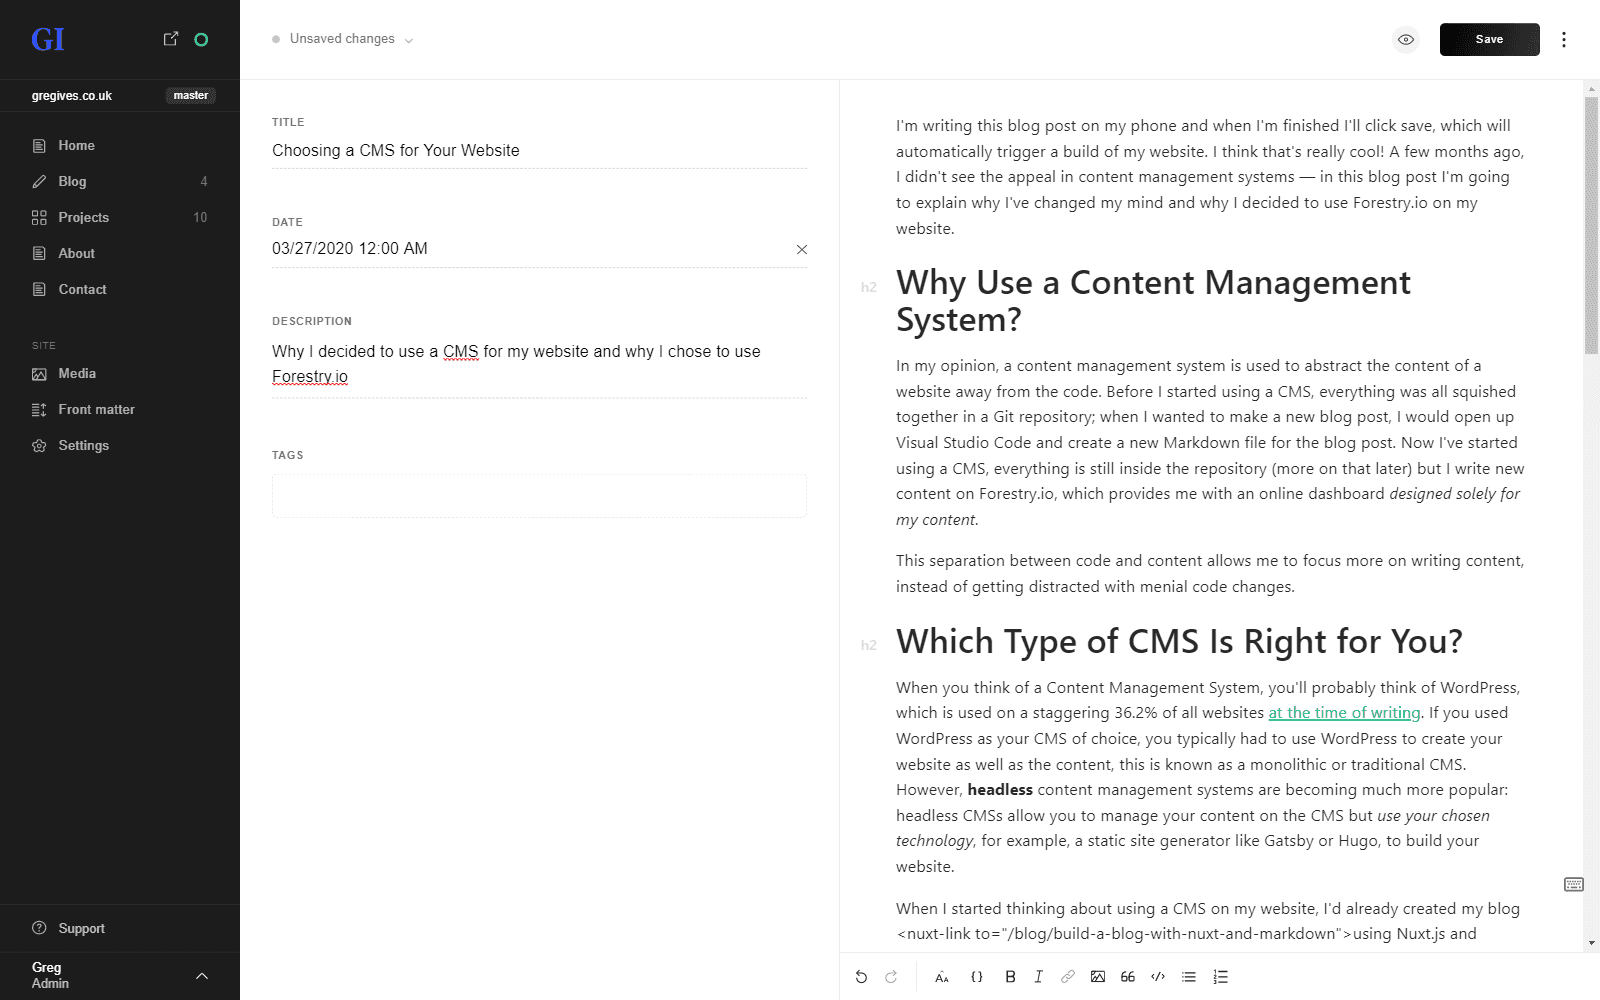 GI
gregives.co.uk
master
Home
Blog
4
Projects
10
About
Contact
SITE
Media
Front matter
Settings
Support
Greg
Admin
Unsaved changes
Save
TITLE
Choosing a CMS for Your Website
DATE
03/27/2020 12:00 AM
DESCRIPTION
Why I decided to use a CMS for my website and why I chose to use
Forestry.io
TAGS
I'm writing this blog post on my phone and when I'm finished I'll click save, which will
automatically trigger a build of my website. I think that's really cool! A few months ago,
I didn't see the appeal in content management systems — in this blog post I'm going
to explain why I've changed my mind and why I decided to use Forestry.io on my
website.
h2
Why Use a Content Management
System?
In my opinion, a content management system is used to abstract the content of a
website away from the code. Before I started using a CMS, everything was all squished
together in a Git repository; when I wanted to make a new blog post, I would open up
Visual Studio Code and create a new Markdown file for the blog post. Now I've started
using a CMS, everything is still inside the repository (more on that later) but I write new
content on Forestry.io, which provides me with an online dashboard designed solely for
my content.
This separation between code and content allows me to focus more on writing content,
instead of getting distracted with menial code changes.
h2
Which Type of CMS Is Right for You?
When you think of a Content Management System, you'll probably think of WordPress,
which is used on a staggering 36.2% of all websites at the time of writing. If you used
WordPress as your CMS of choice, you typically had to use WordPress to create your
website as well as the content, this is known as a monolithic or traditional CMS.
However, headless content management systems are becoming much more popular:
headless CMSs allow you to manage your content on the CMS but use your chosen
technology, for example, a static site generator like Gatsby or Hugo, to build your
website.
When I started thinking about using a CMS on my website, I'd already created my blog
<nuxt-link to="/blog/build-a-blog-with-nuxt-and-markdown">using Nuxt.js and